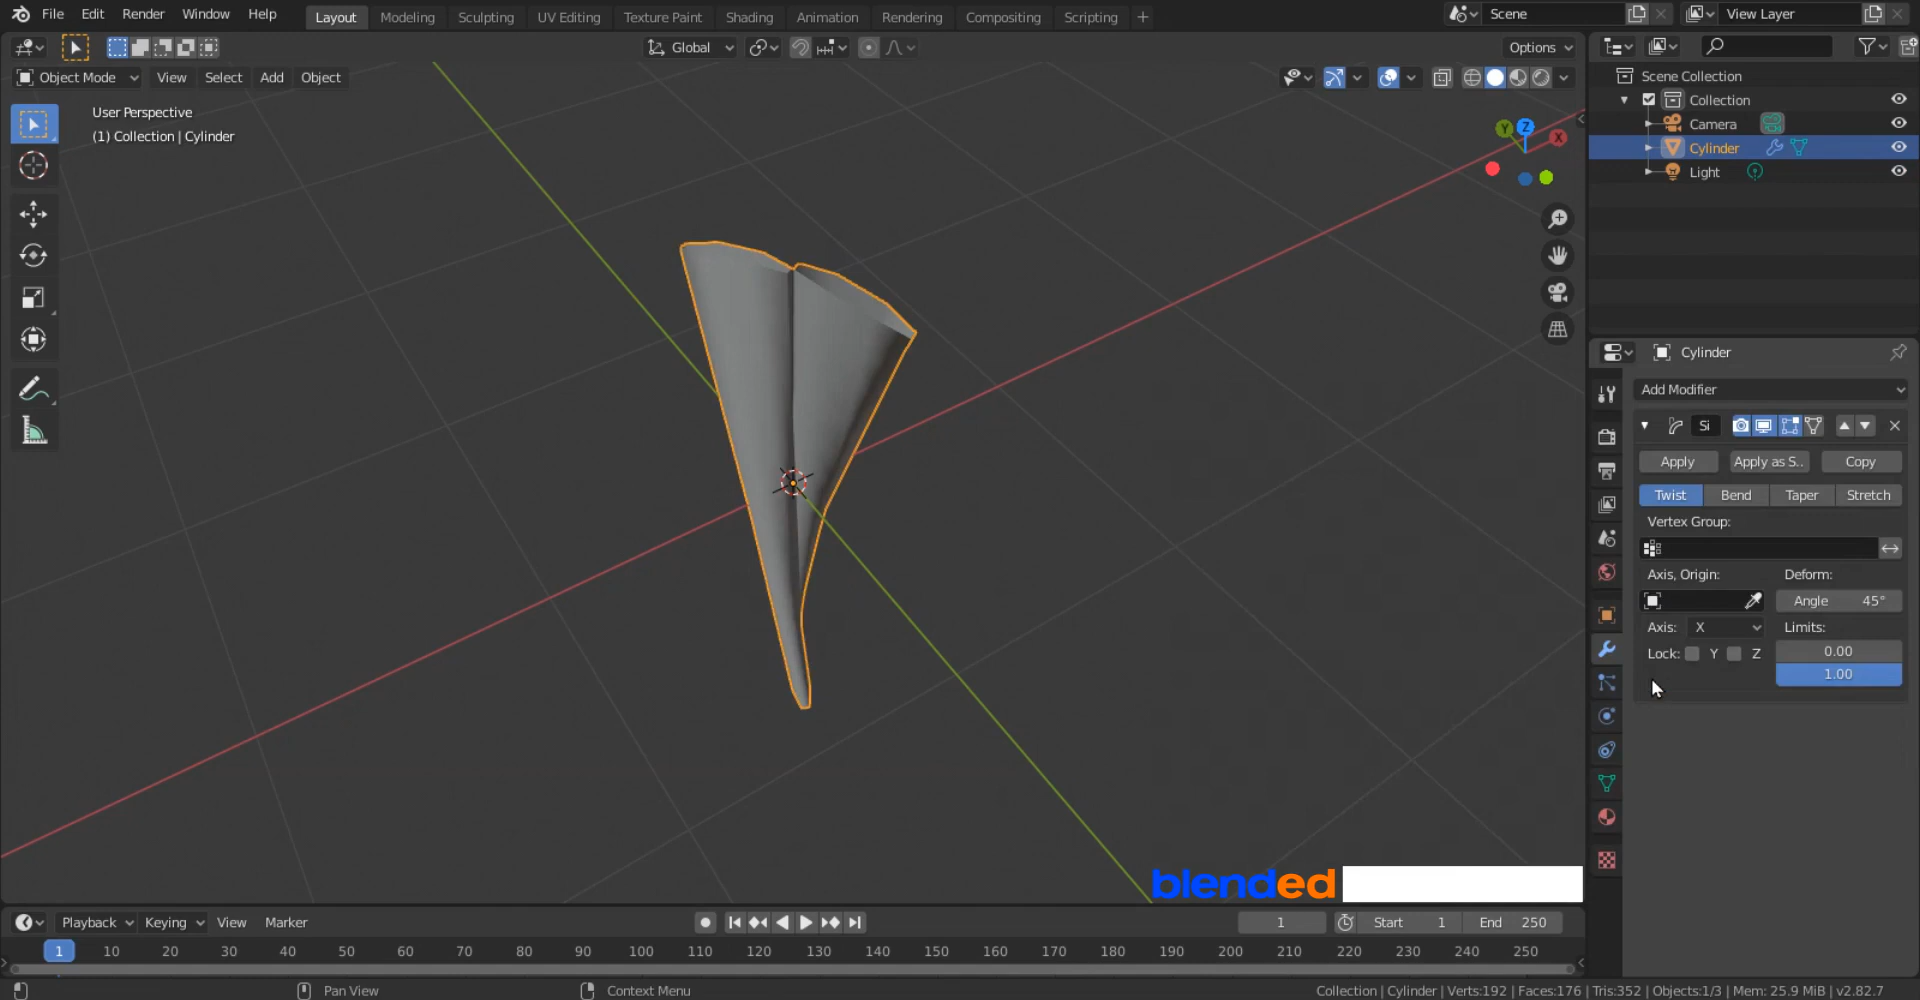 File Edit Render Window Help Layout Modeling Sculpting UV Editing Texture Paint Shading Animation Rendering Compositing Scripting + Scene View Layer
Global Options
Object Mode View Select Add Object
User Perspective
(1) Collection | Cylinder
Y Z X
Scene Collection
Collection
Camera
Cylinder
Light
Cylinder
Add Modifier
Si
Apply Apply as S.. Copy
Twist Bend Taper Stretch
Vertex Group:
Axis, Origin: Deform:
Angle 45°
Axis: X Limits:
Lock: Y Z 0.00
1.00
blended
Playback Keying View Marker 1 Start 1 End 250
1 10 20 30 40 50 60 70 80 90 100 110 120 130 140 150 160 170 180 190 200 210 220 230 240 250
Pan View Context Menu Collection | Cylinder | Verts:192 | Faces:176 | Tris:352 | Objects:1/3 | Mem: 25.9 MiB | v2.82.7